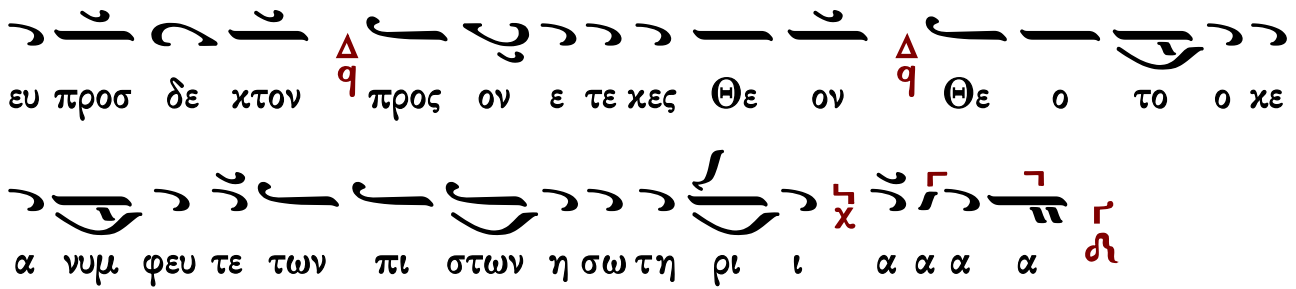 ευ προσ δε κτον Δ q προς ον ε τε κες Θε ον Δ q Θε ο το ο κε
α νυμ φευ τε των πι στων η σω τη ρι ι χ α α α α Γ